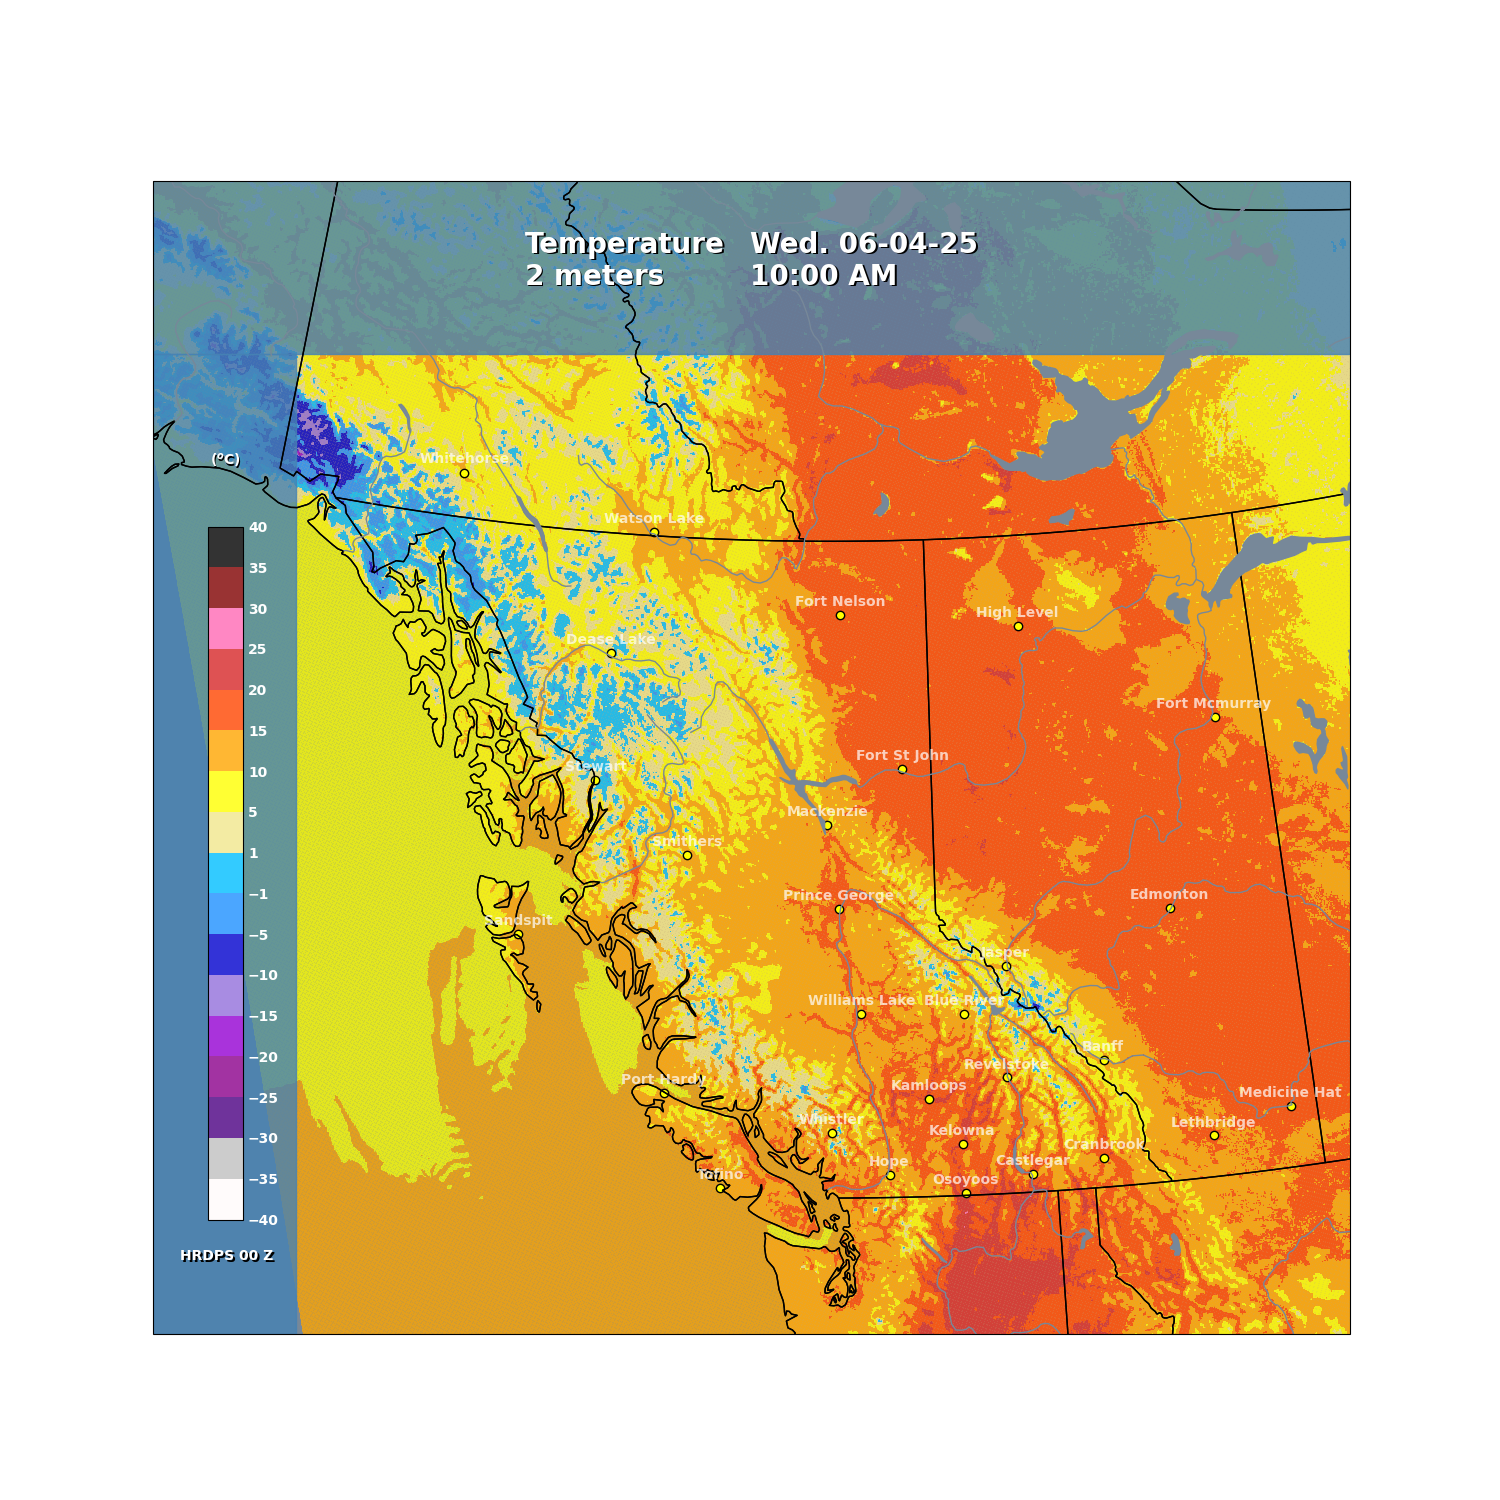 Temperature Wed. 06-04-25
2 meters 10:00 AM
Whitehorse
(°C)
Watson Lake
40
35
30
25
20
15
10
5
1
−1
−5
−10
−15
−20
−25
−30
−35
−40
Fort Nelson
High Level
Dease Lake
Fort Mcmurray
Fort St John
Stewart
Mackenzie
Smithers
Prince George
Edmonton
Sandspit
Jasper
Williams Lake
Blue River
Banff
Revelstoke
Port Hardy
Kamloops
Medicine Hat
Whistler
Lethbridge
Kelowna
Cranbrook
Hope
Castlegar
Tofino
Osoyoos
HRDPS 00 Z